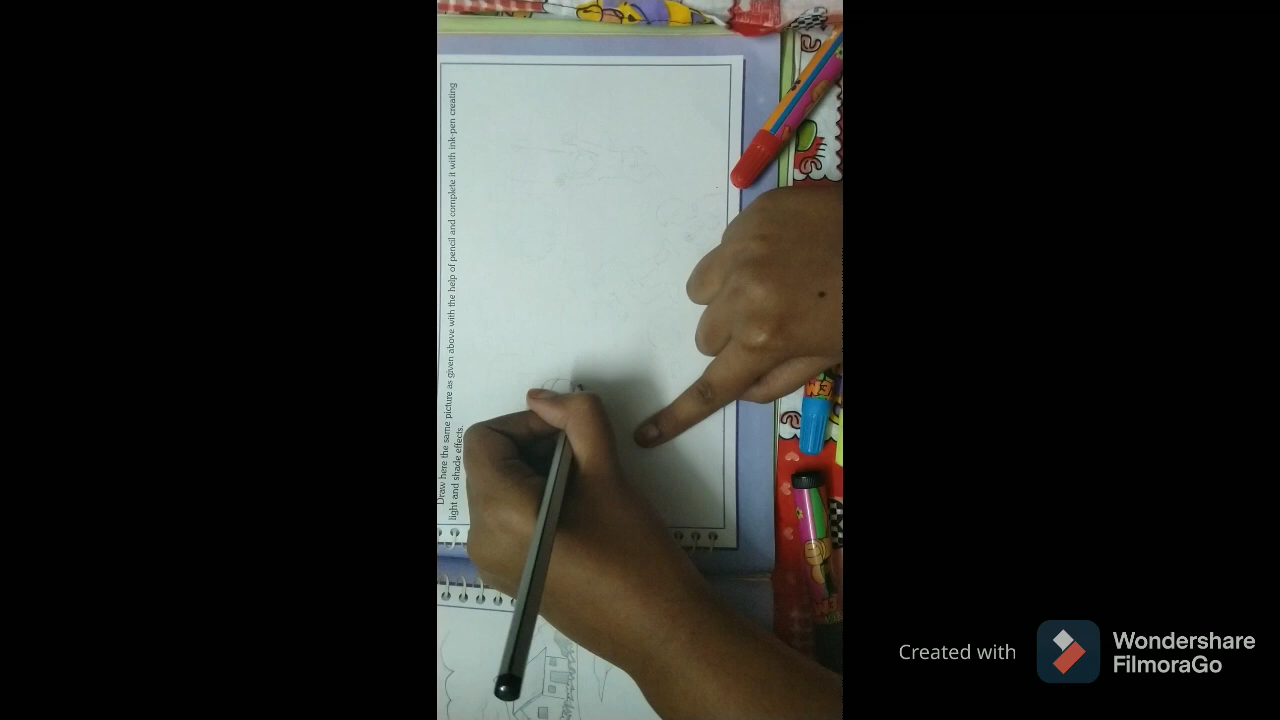 Draw here the same picture as given above with the help of pencil and complete it with ink-pen creating
light and shade effects.
Created with
Wondershare
FilmoraGo